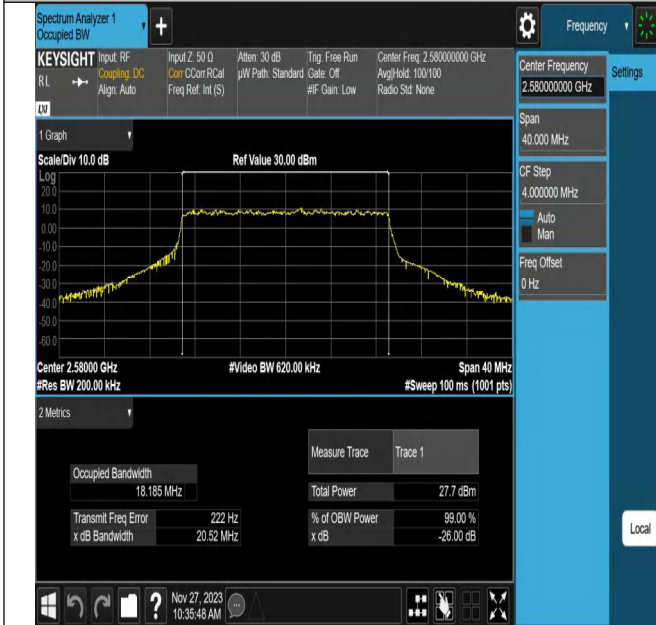 Spectrum Analyzer 1
Occupied BW
+
Frequency
KEYSIGHT
RL
LXI
Input: RF
Coupling: DC
Align: Auto
Input Z: 50 Ω
Corr CCorr RCal
Freq Ref: Int (S)
Atten: 30 dB
µW Path: Standard
Trig: Free Run
Gate: Off
#IF Gain: Low
Center Freq: 2.580000000 GHz
Avg|Hold: 100/100
Radio Std: None
Center Frequency
2.580000000 GHz
Settings
Span
40.000 MHz
CF Step
4.000000 MHz
Auto
Man
Freq Offset
0 Hz
Local
1 Graph
Scale/Div 10.0 dB
Ref Value 30.00 dBm
Log
20.0
10.0
0.00
-10.0
-20.0
-30.0
-40.0
-50.0
-60.0
Center 2.58000 GHz
#Video BW 620.00 kHz
Span 40 MHz
#Res BW 200.00 kHz
#Sweep 100 ms (1001 pts)
2 Metrics
Measure Trace
Trace 1
Occupied Bandwidth
18.185 MHz
Total Power
27.7 dBm
Transmit Freq Error
222 Hz
% of OBW Power
99.00 %
x dB Bandwidth
20.52 MHz
x dB
-26.00 dB
?
Nov 27, 2023
10:35:48 AM